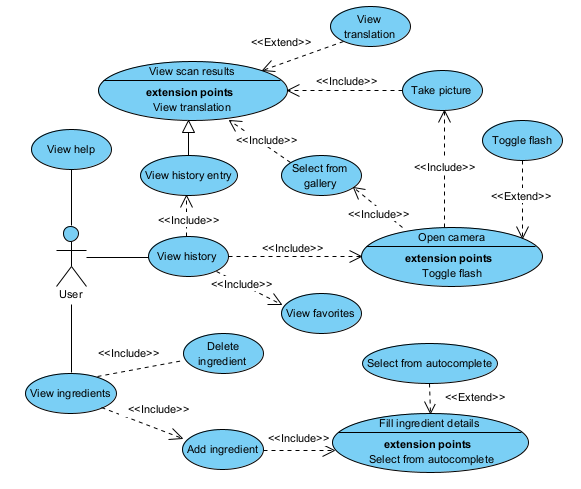 View
translation
<<Extend>>
View scan results
extension points
View translation
<<Include>>
Take picture
Toggle flash
View help
<<Include>>
View history entry
Select from
gallery
<<Include>>
<<Extend>>
<<Include>>
<<Include>>
Open camera
extension points
Toggle flash
View history
<<Include>>
User
<<Include>>
View favorites
Delete
ingredient
<<Include>>
Select from autocomplete
View ingredients
<<Extend>>
<<Include>>
Fill ingredient details
extension points
Select from autocomplete
Add ingredient
<<Include>>